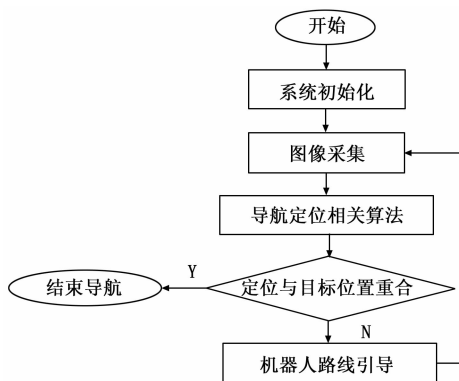 开始
系统初始化
图像采集
导航定位相关算法
定位与目标位置重合
Y
结束导航
N
机器人路线引导